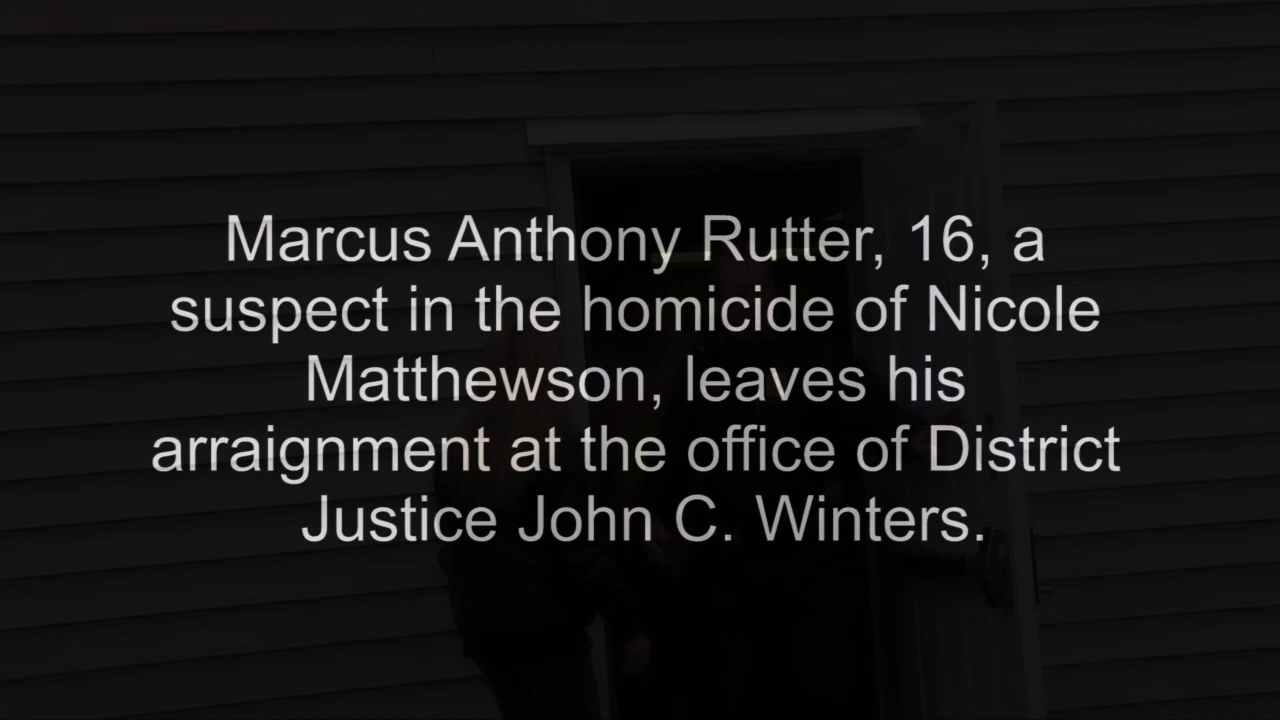 Marcus Anthony Rutter, 16, a
suspect in the homicide of Nicole
Matthewson, leaves his
arraignment at the office of District
Justice John C. Winters.